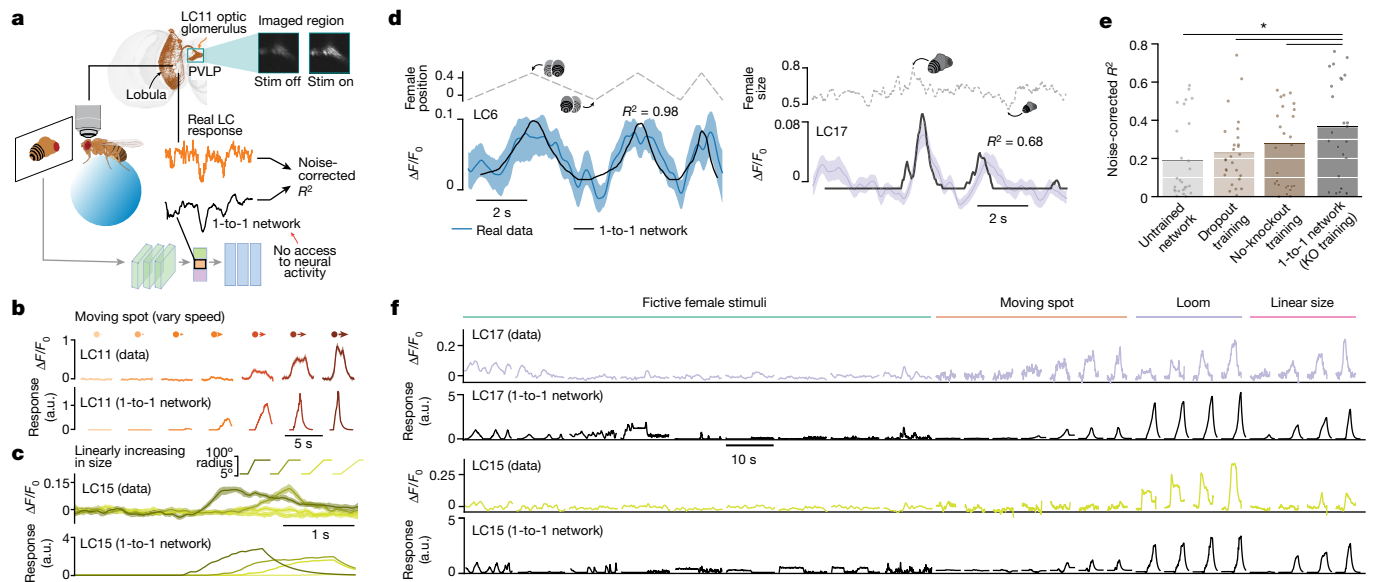 a
LC11 optic
glomerulus
Imaged region
PVLP
Lobula
Stim off
Stim on
Real LC
response
Noise-
corrected
R²
1-to-1 network
No access
to neural
activity
b
Moving spot (vary speed)
ΔF/F₀
1
0
LC11 (data)
Response
(a.u.)
1
0
LC11 (1-to-1 network)
5 s
c
Linearly increasing
in size
100°
radius
5°
ΔF/F₀
0.15
0
LC15 (data)
1 s
Response
(a.u.)
4
0
LC15 (1-to-1 network)
d
Female
position
0.4
0
ΔF/F₀
0.1
0
LC6
R² = 0.98
2 s
Real data
1-to-1 network
Female
size
0.8
0.5
ΔF/F₀
0.08
0
LC17
R² = 0.68
2 s
e
*
Noise-corrected R²
0.8
0.6
0.4
0.2
0
Untrained
network
Dropout
training
No-knockout
training
1-to-1 network
(KO training)
f
Fictive female stimuli
Moving spot
Loom
Linear size
ΔF/F₀
0.2
0
LC17 (data)
Response
(a.u.)
5
0
LC17 (1-to-1 network)
10 s
ΔF/F₀
0.25
0
LC15 (data)
Response
(a.u.)
5
0
LC15 (1-to-1 network)